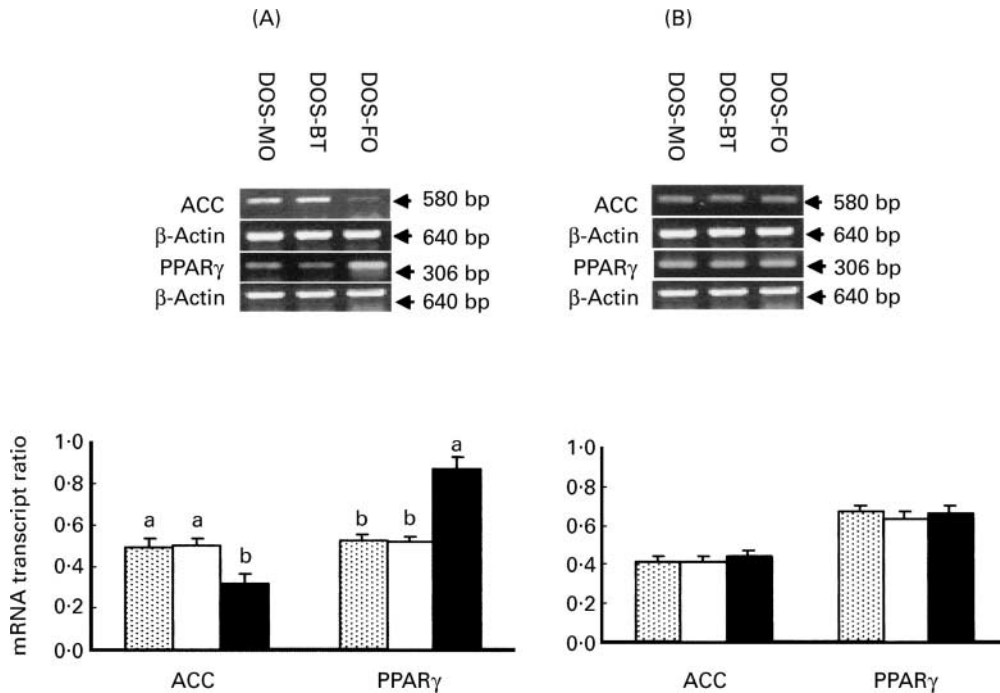 (A)
(B)
DOS-MO
DOS-BT
DOS-FO
DOS-MO
DOS-BT
DOS-FO
ACC 580 bp
β-Actin 640 bp
PPARγ 306 bp
β-Actin 640 bp
ACC 580 bp
β-Actin 640 bp
PPARγ 306 bp
β-Actin 640 bp
mRNA transcript ratio
1·0
0·8
0·6
0·4
0·2
0·0
a a b b b a
ACC PPARγ
1·0
0·8
0·6
0·4
0·2
0·0
ACC PPARγ